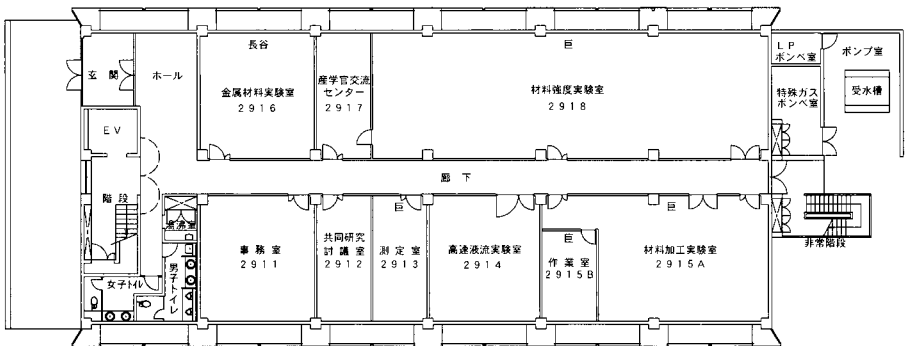 長谷
巨
LP
ボンベ室
ポンプ室
玄関
ホール
金属材料実験室
2916
産学官交流
センター
2917
材料強度実験室
2918
特殊ガス
ボンベ室
受水槽
EV
廊下
階段
湯沸室
事務室
2911
共同研究
討議室
2912
巨
測定室
2913
高速液流実験室
2914
巨
作業室
2915B
巨
材料加工実験室
2915A
非常階段
女子トイレ
男子トイレ